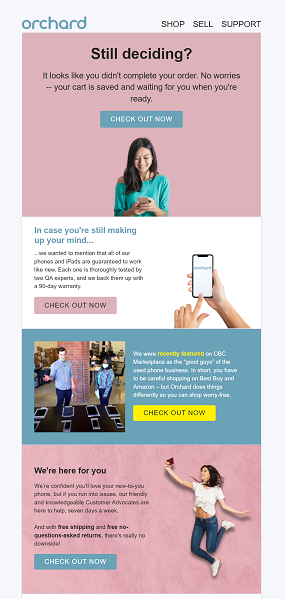 orchard
SHOP SELL SUPPORT
Still deciding?
It looks like you didn't complete your order. No worries
-- your cart is saved and waiting for you when you're
ready.
CHECK OUT NOW
In case you're still making
up your mind...
...we wanted to mention that all of our
phones and iPads are guaranteed to work
like new. Each one is thoroughly tested by
two QA experts, and we back them up with
a 90-day warranty.
CHECK OUT NOW
orchard
We were recently featured on CBC
Marketplace as the "good guys" of the
used phone business. In short, you have
to be careful shopping on Best Buy and
Amazon – but Orchard does things
differently so you can shop worry-free.
CHECK OUT NOW
We're here for you
We're confident you'll love your new-to-you
phone, but if you run into issues, our friendly
and knowledgeable Customer Advocates are
here to help, seven days a week.
And with free shipping and free no-
questions-asked returns, there's really no
downside!
CHECK OUT NOW